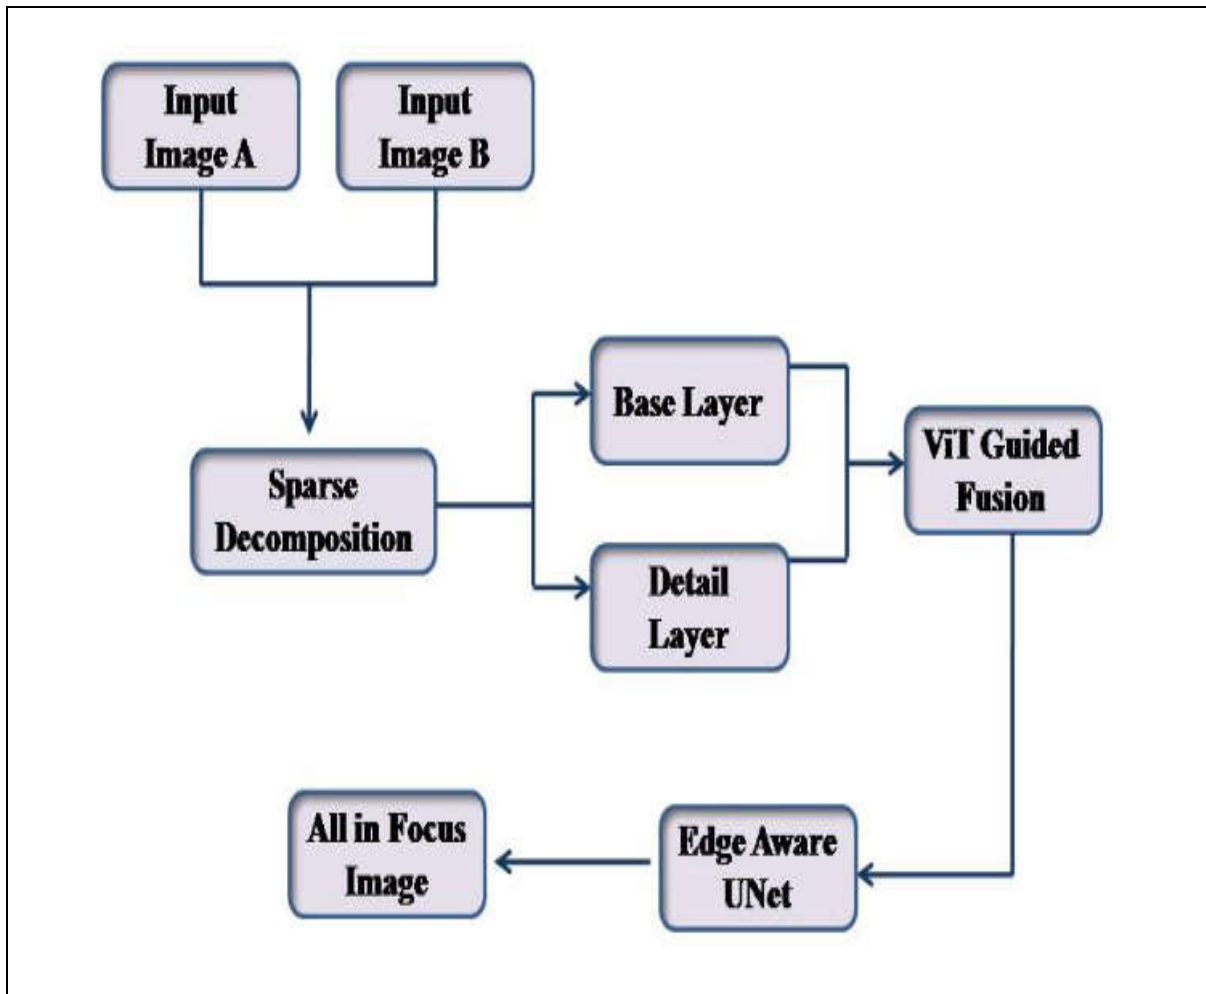 Input
Image A
Input
Image B
Sparse
Decomposition
Base Layer
Detail
Layer
ViT Guided
Fusion
Edge Aware
UNet
All in Focus
Image